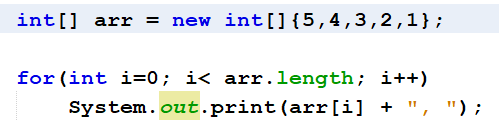 int[] arr = new int[]{5,4,3,2,1};
for(int i=0; i< arr.length; i++)
System.out.print(arr[i] + ", ");